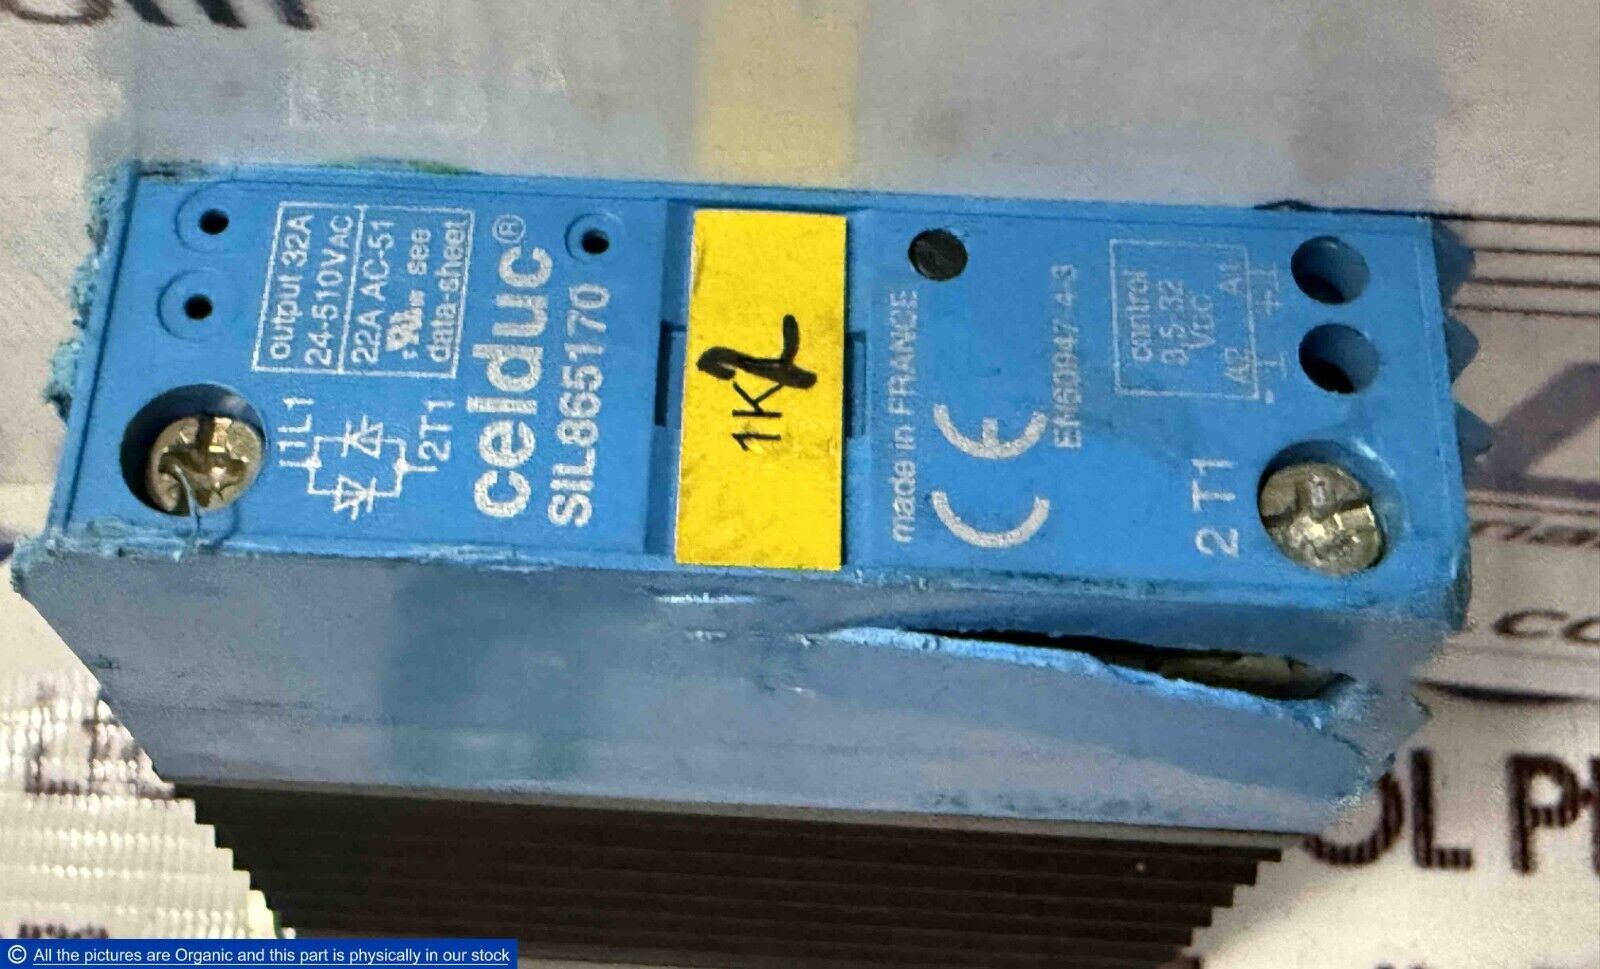 output 32A
24-510VAC
22A AC-51
see
data-sheet
1L1
2T1
celduc®
SIL865170
1K2
made in FRANCE
CE
EN60947-4-3
control
3,5-32
VDC
A2 A1
- +
2 T1
© All the pictures are Organic and this part is physically in our stock